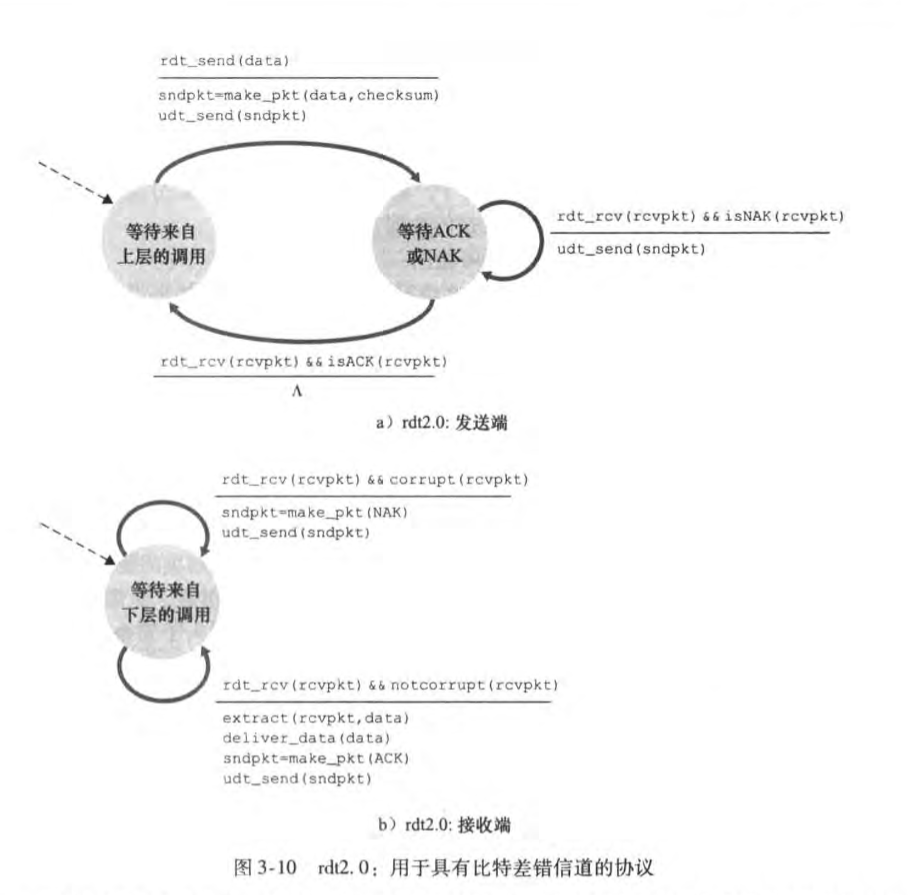 rdt_send(data)
sndpkt=make_pkt(data,checksum)
udt_send(sndpkt)
等待来自
上层的调用
等待ACK
或NAK
rdt_rcv(rcvpkt) && isNAK(rcvpkt)
udt_send(sndpkt)
rdt_rcv(rcvpkt) && isACK(rcvpkt)
Λ
a）rdt2.0: 发送端
rdt_rcv(rcvpkt) && corrupt(rcvpkt)
sndpkt=make_pkt(NAK)
udt_send(sndpkt)
等待来自
下层的调用
rdt_rcv(rcvpkt) && notcorrupt(rcvpkt)
extract(rcvpkt,data)
deliver_data(data)
sndpkt=make_pkt(ACK)
udt_send(sndpkt)
b）rdt2.0: 接收端
图 3-10 rdt2.0：用于具有比特差错信道的协议